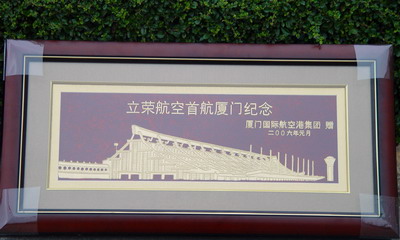 立荣航空首航厦门纪念
厦门国际航空港集团 赠
二〇〇六年元月